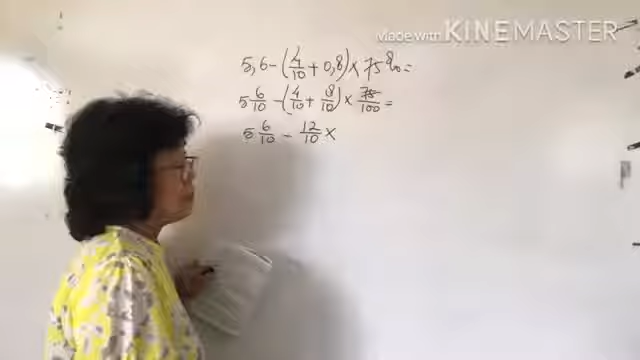 Made with KINEMASTER
5,6 - (4/10 + 0,8) × 75% =
5 6/10 - (4/10 + 8/10) × 75/100 =
5 6/10 - 12/10 ×